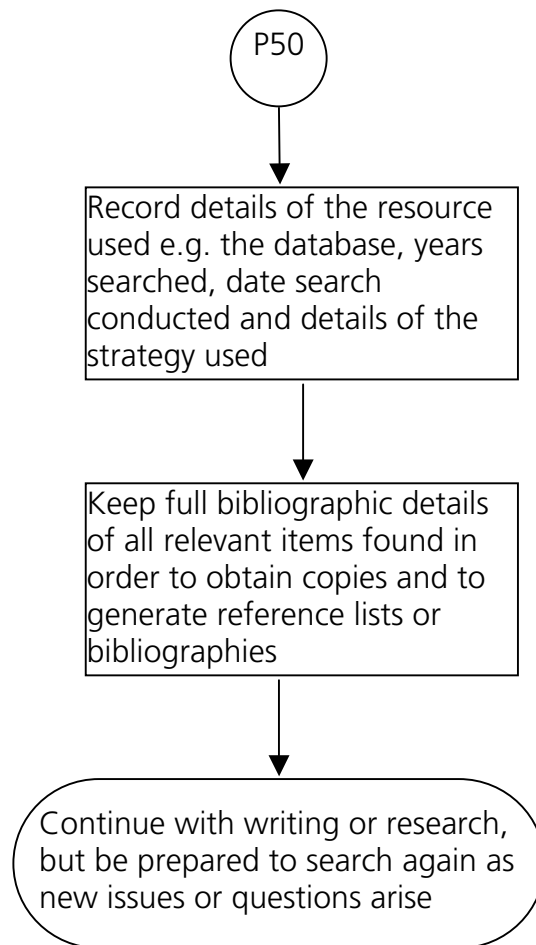 P50
Record details of the resource
used e.g. the database, years
searched, date search
conducted and details of the
strategy used
Keep full bibliographic details
of all relevant items found in
order to obtain copies and to
generate reference lists or
bibliographies
Continue with writing or research,
but be prepared to search again as
new issues or questions arise